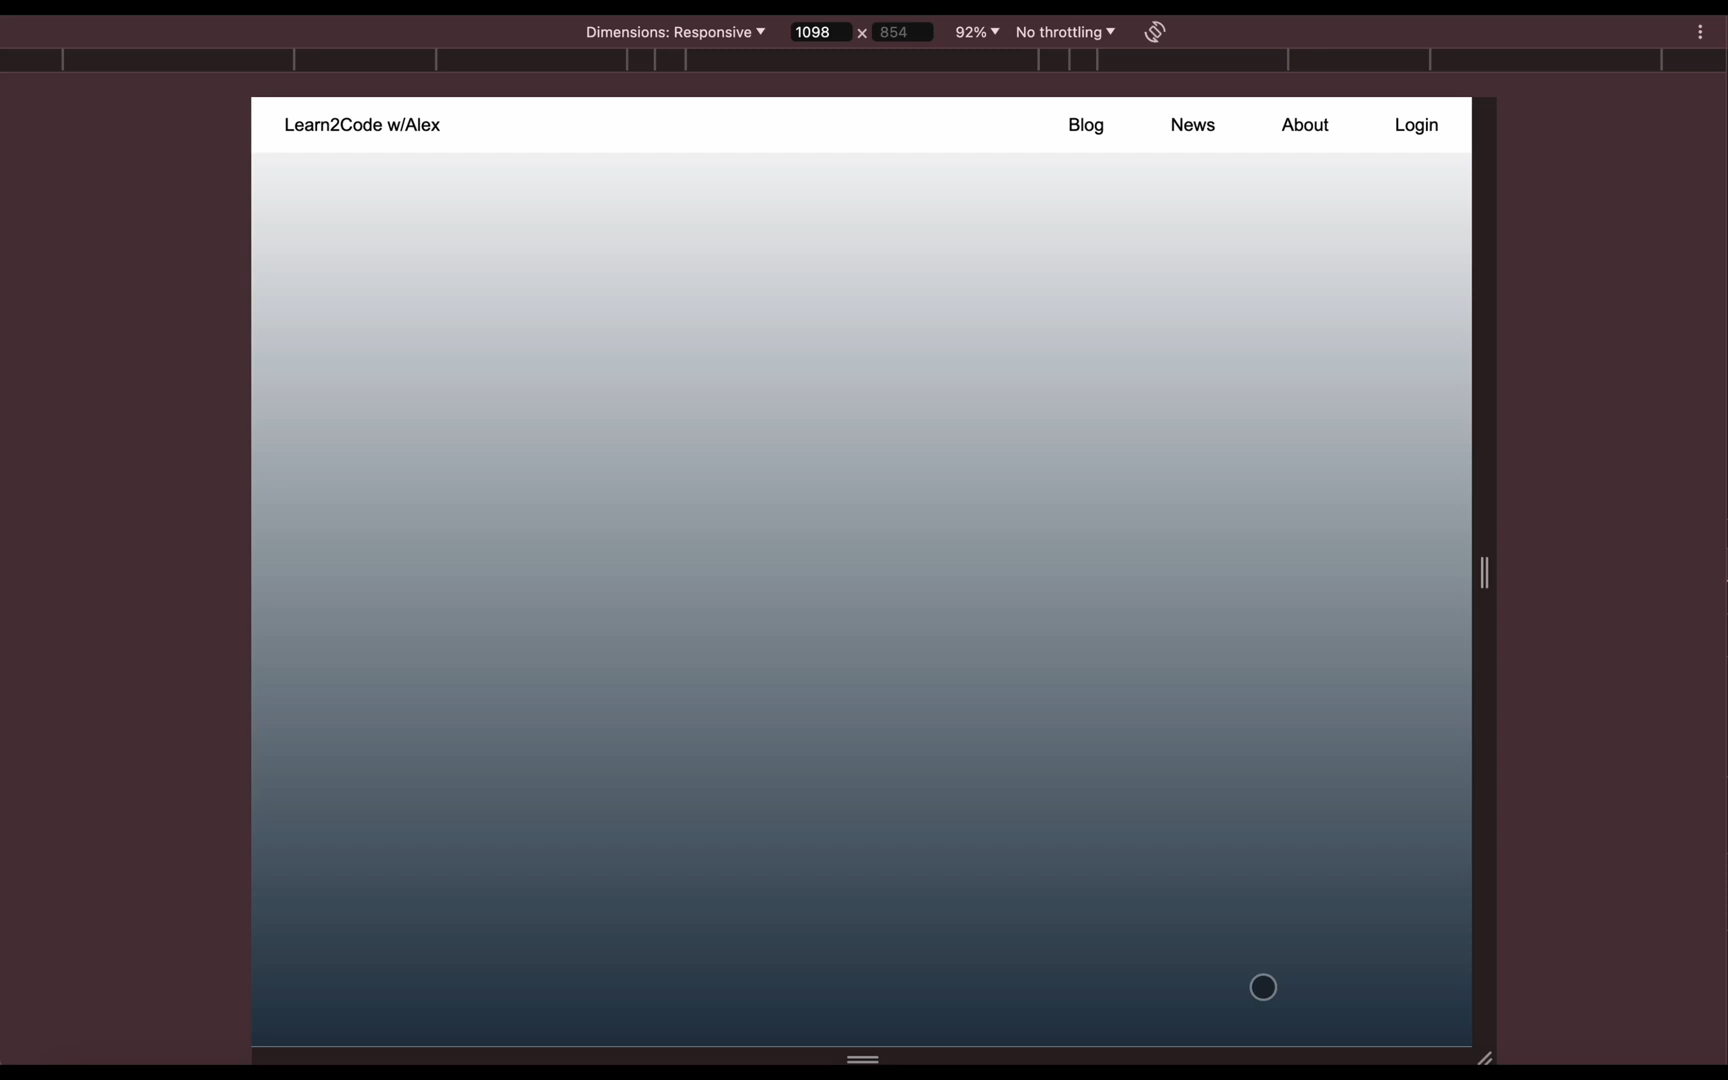 Dimensions: Responsive 1098 x 854 92% No throttling
Learn2Code w/Alex Blog News About Login